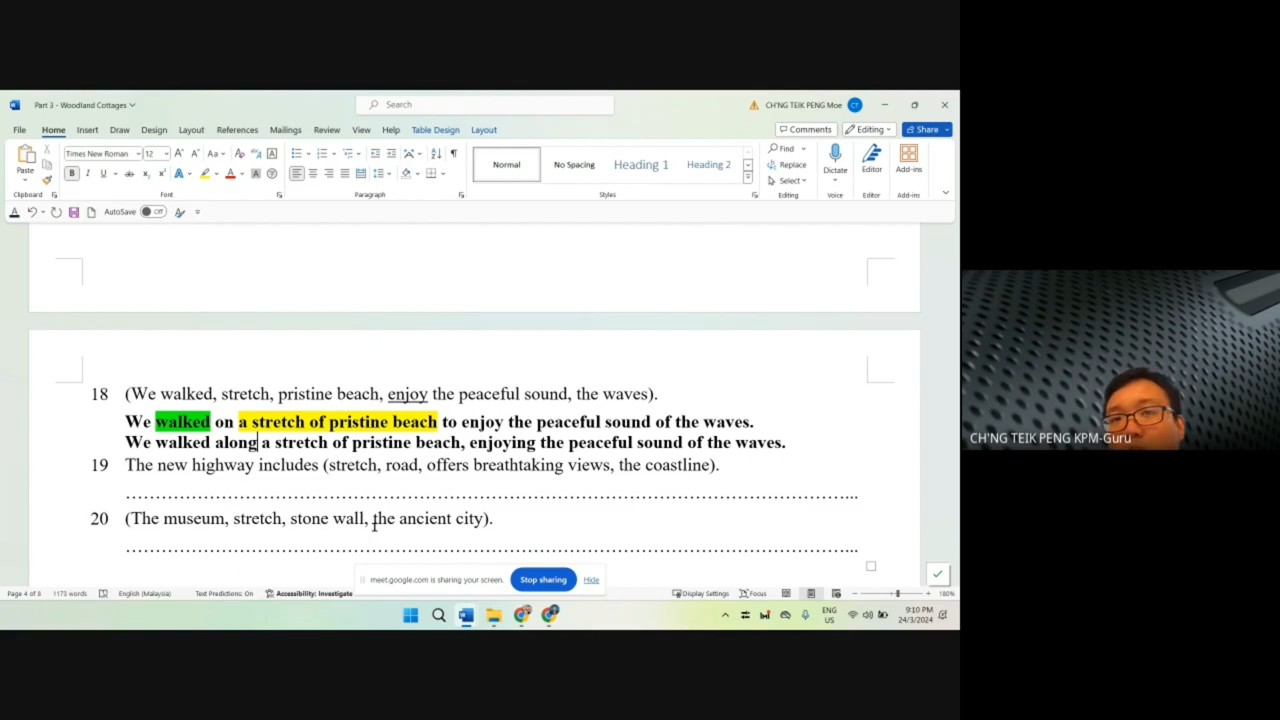 Part 3 - Woodland Cottages
Search
CH'NG TEIK PENG Moe
CT
File Home Insert Draw Design Layout References Mailings Review View Help Table Design Layout
Comments
Editing
Share
Paste
Clipboard
Times New Roman
12
Font
Paragraph
Normal
No Spacing
Heading 1
Heading 2
Styles
Find
Replace
Select
Editing
Dictate
Voice
Editor
Editor
Add-ins
Add-ins
AutoSave Off
18 (We walked, stretch, pristine beach, enjoy the peaceful sound, the waves).
We walked on a stretch of pristine beach to enjoy the peaceful sound of the waves.
We walked along a stretch of pristine beach, enjoying the peaceful sound of the waves.
19 The new highway includes (stretch, road, offers breathtaking views, the coastline).
……………………………………………………………………………………...
20 (The museum, stretch, stone wall, the ancient city).
……………………………………………………………………………………...
meet.google.com is sharing your screen.
Stop sharing
Hide
Page 4 of 8 1173 words English (Malaysia) Text Predictions: On Accessibility: Investigate
Display Settings Focus 180%
ENG
US
9:10 PM
24/3/2024
CH'NG TEIK PENG KPM-Guru